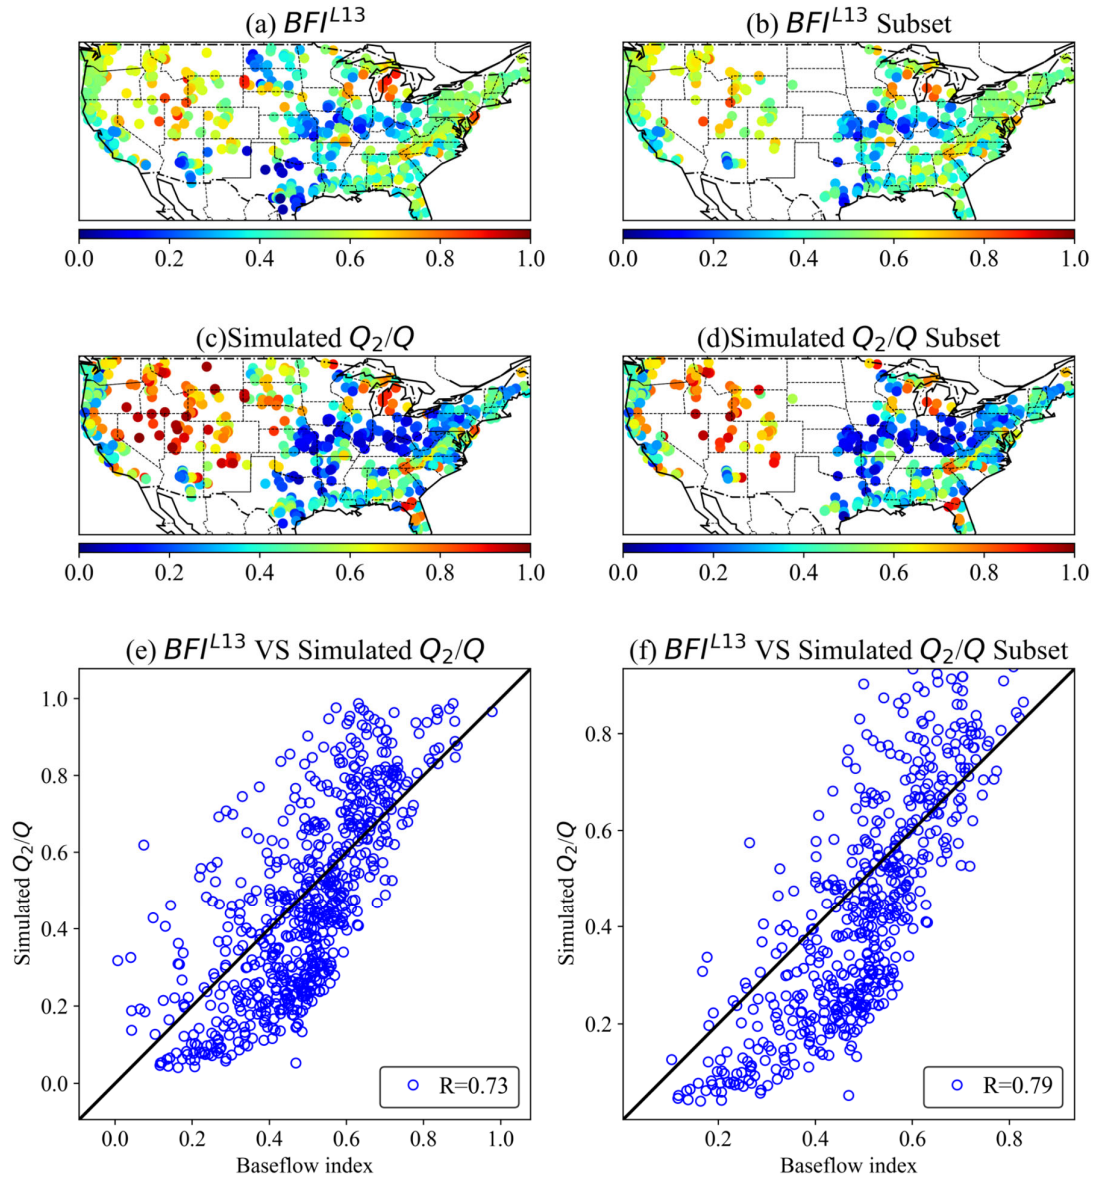 (a) BFI^L13
(b) BFI^L13 Subset
0.0 0.2 0.4 0.6 0.8 1.0
0.0 0.2 0.4 0.6 0.8 1.0
(c)Simulated Q₂/Q
(d)Simulated Q₂/Q Subset
0.0 0.2 0.4 0.6 0.8 1.0
0.0 0.2 0.4 0.6 0.8 1.0
(e) BFI^L13 VS Simulated Q₂/Q
Simulated Q₂/Q
1.0
0.8
0.6
0.4
0.2
0.0
R=0.73
0.0 0.2 0.4 0.6 0.8 1.0
Baseflow index
(f) BFI^L13 VS Simulated Q₂/Q Subset
Simulated Q₂/Q
0.8
0.6
0.4
0.2
R=0.79
0.2 0.4 0.6 0.8
Baseflow index